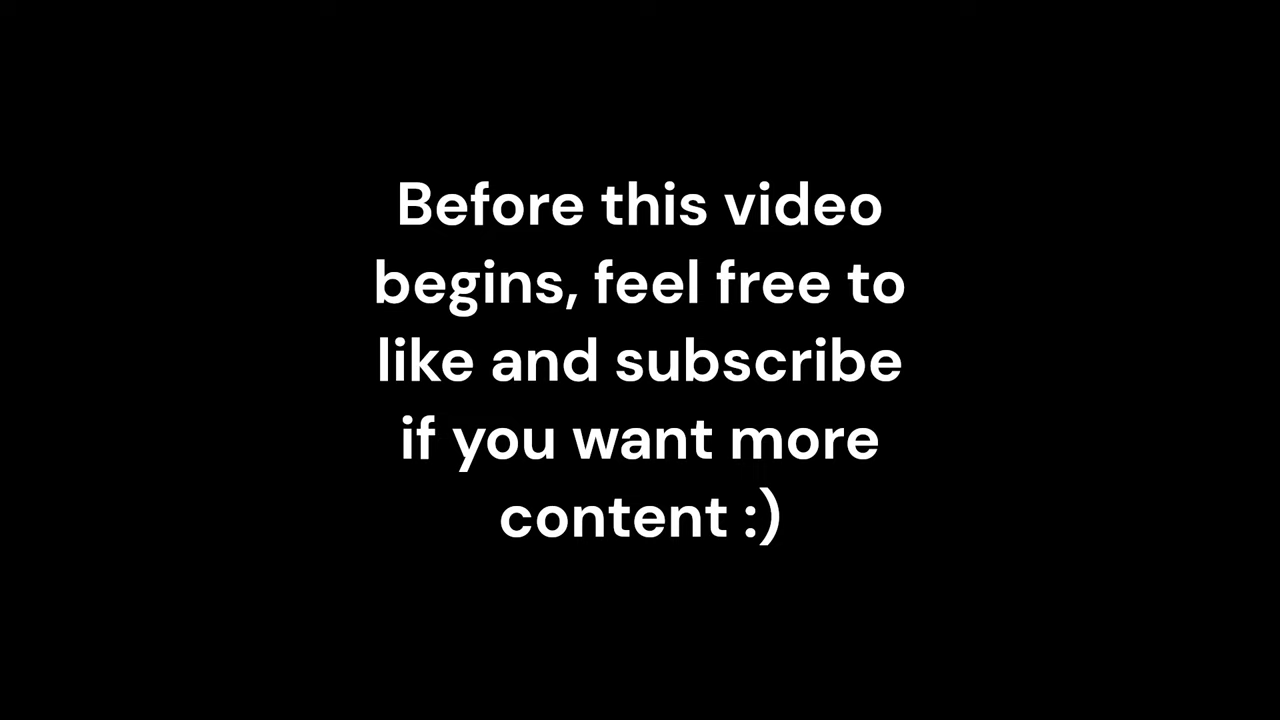 Before this video
begins, feel free to
like and subscribe
if you want more
content :)